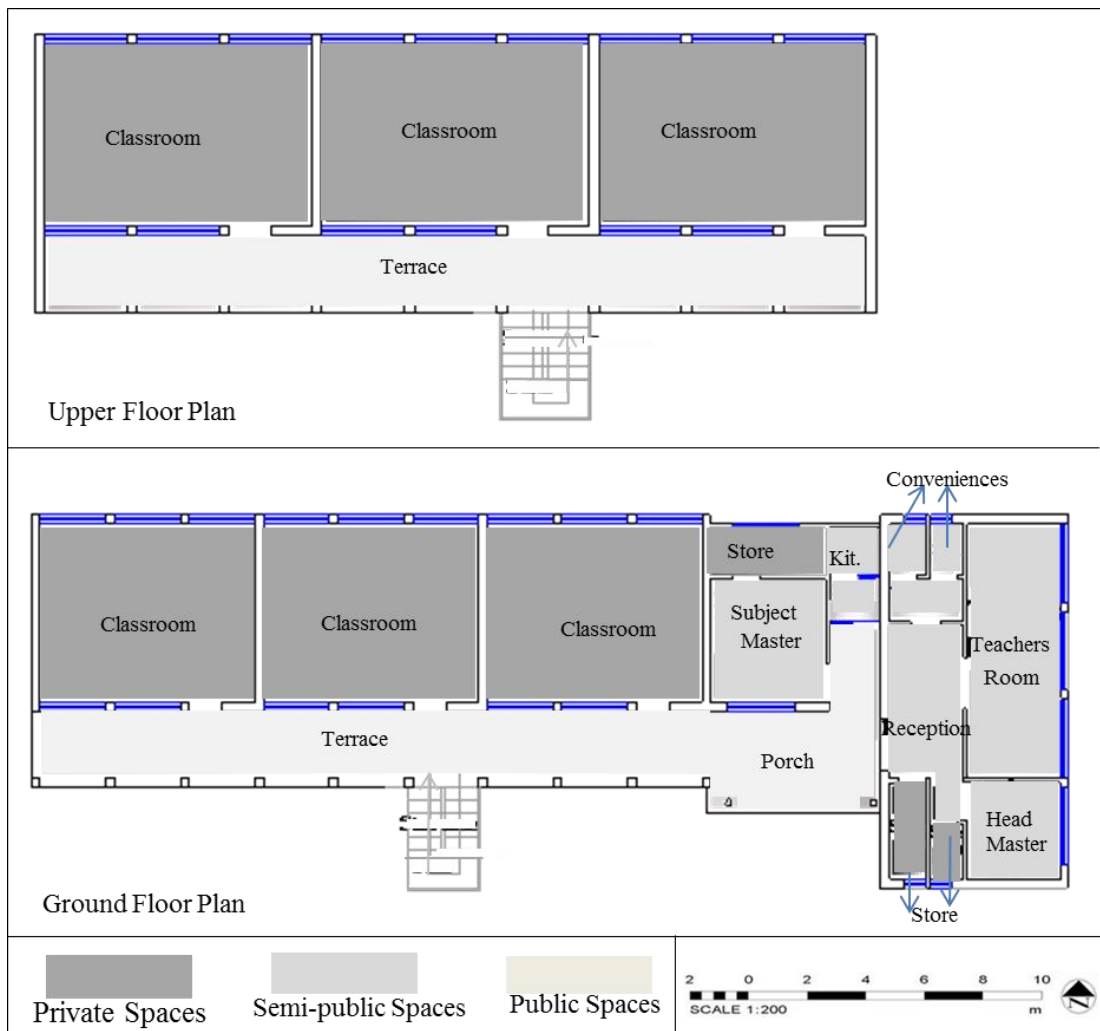 Classroom
Classroom
Classroom
Terrace
Upper Floor Plan
Conveniences
Store
Kit.
Classroom
Classroom
Classroom
Subject
Master
Teachers
Room
Terrace
Reception
Porch
Head
Master
Ground Floor Plan
Store
Private Spaces
Semi-public Spaces
Public Spaces
2 0 2 4 6 8 10
SCALE 1:200
m
N